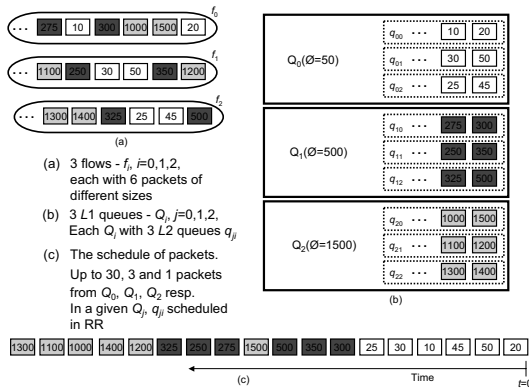 f0
... 275 10 300 1000 1500 20
f1
... 1100 250 30 50 350 1200
f2
... 1300 1400 325 25 45 500
(a)
(a) 3 flows - fi, i=0,1,2,
each with 6 packets of
different sizes
(b) 3 L1 queues - Qj, j=0,1,2,
Each Qj with 3 L2 queues qji
(c) The schedule of packets.
Up to 30, 3 and 1 packets
from Q0, Q1, Q2 resp.
In a given Qj, qji scheduled
in RR
Q0(Ø=50)
q00 ... 10 20
q01 ... 30 50
q02 ... 25 45
Q1(Ø=500)
q10 ... 275 300
q11 ... 250 350
q12 ... 325 500
Q2(Ø=1500)
q20 ... 1000 1500
q21 ... 1100 1200
q22 ... 1300 1400
(b)
1300 1100 1000 1400 1200 325 250 275 1500 500 350 300 25 30 10 45 50 20
Time
t=0
(c)